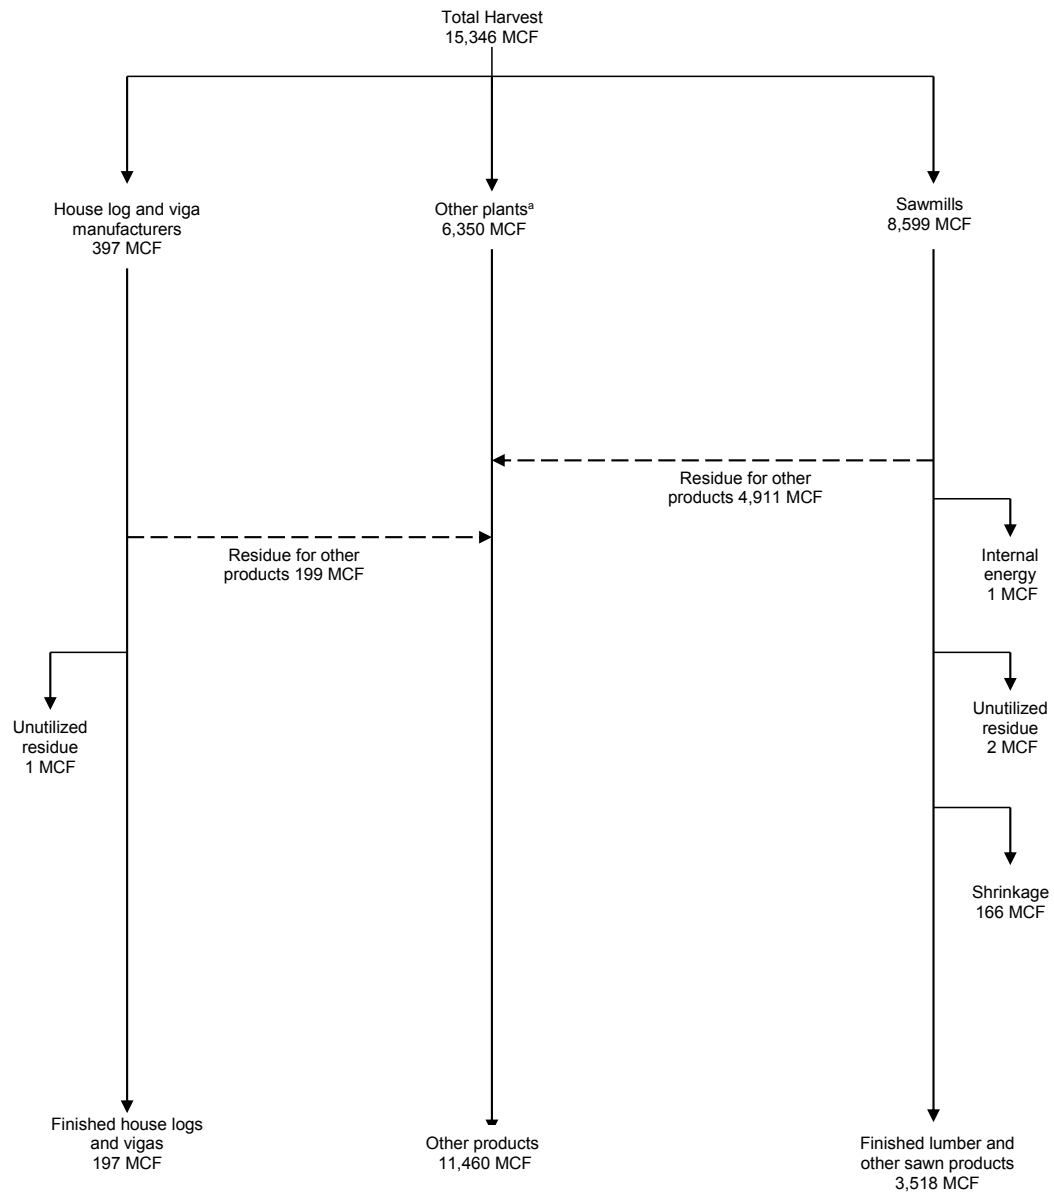 Total Harvest
15,346 MCF
House log and viga
manufacturers
397 MCF
Other plantsᵃ
6,350 MCF
Sawmills
8,599 MCF
Residue for other
products 4,911 MCF
Residue for other
products 199 MCF
Internal
energy
1 MCF
Unutilized
residue
1 MCF
Unutilized
residue
2 MCF
Shrinkage
166 MCF
Finished house logs
and vigas
197 MCF
Other products
11,460 MCF
Finished lumber and
other sawn products
3,518 MCF